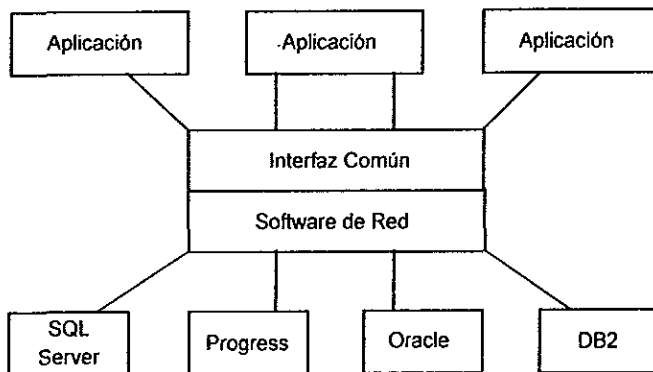 Aplicación
Aplicación
Aplicación
Interfaz Común
Software de Red
SQL
Server
Progress
Oracle
DB2